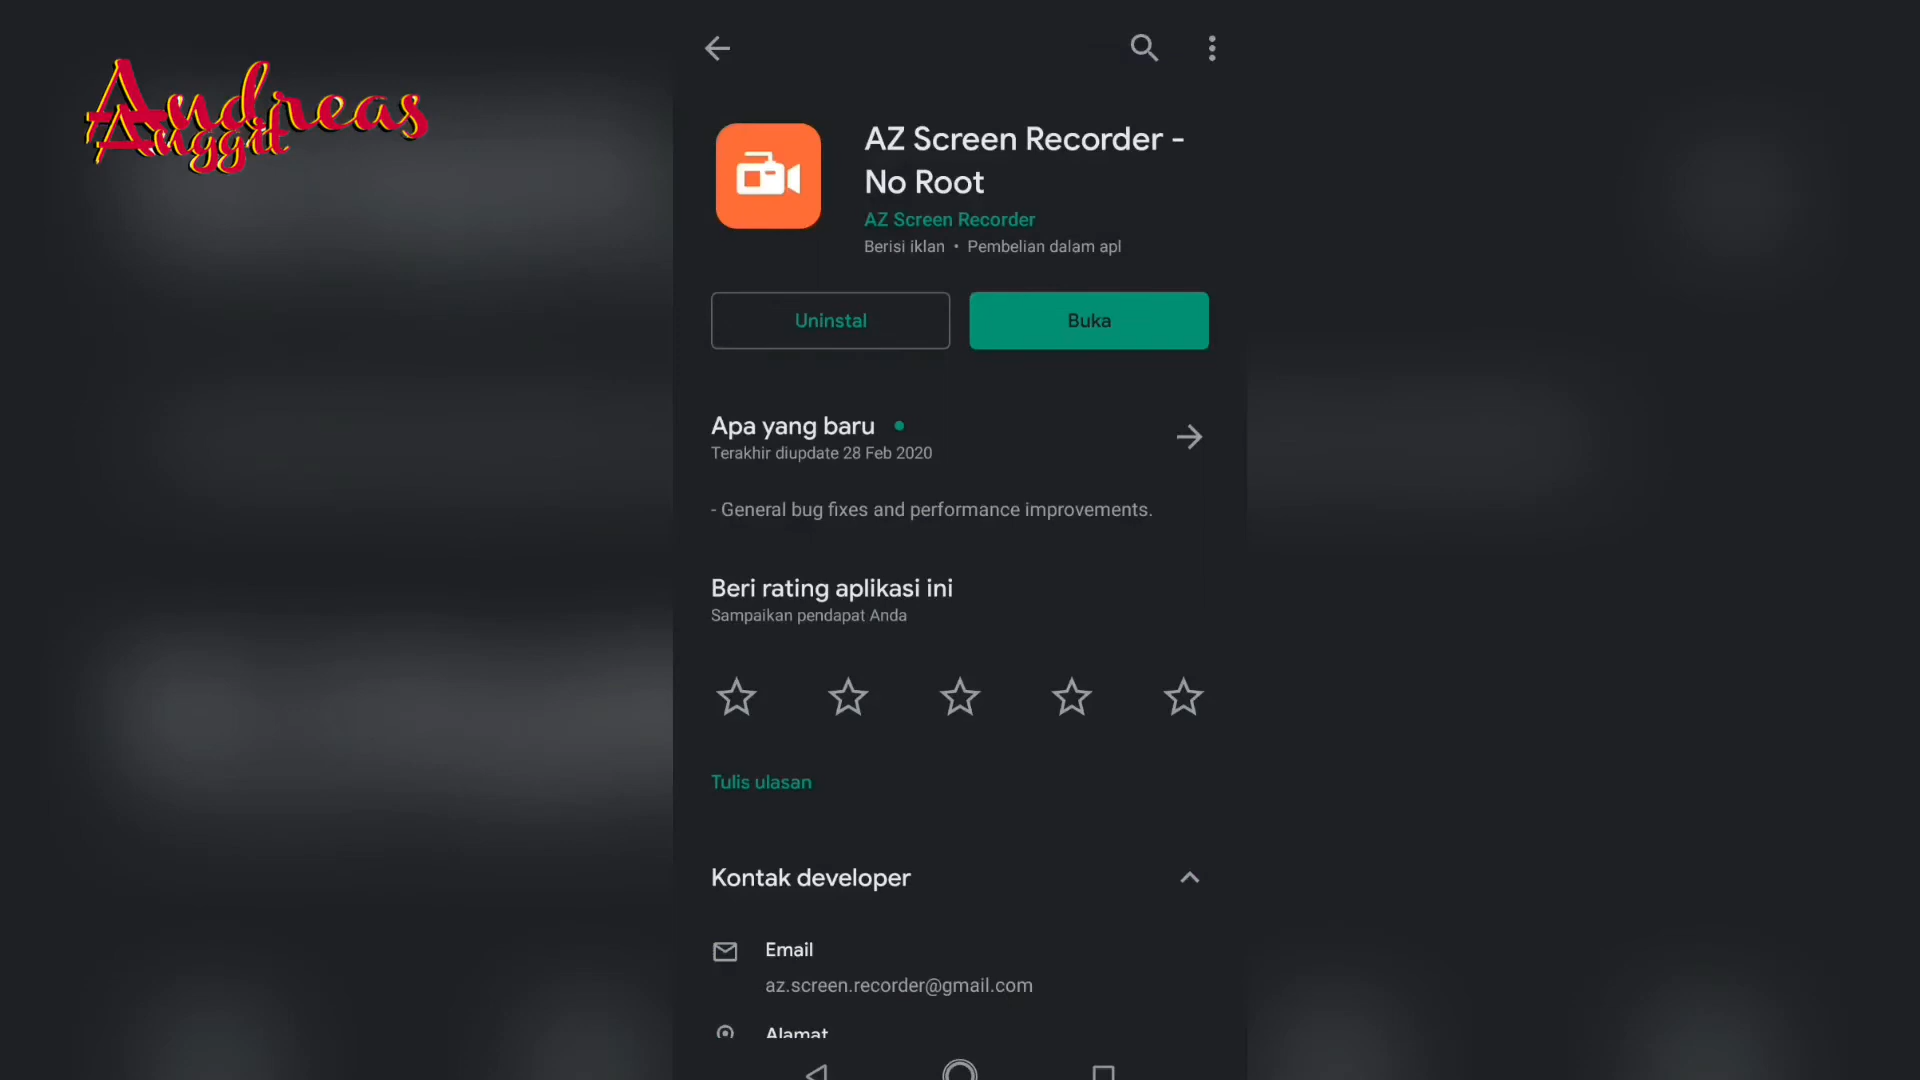 Andreas
Anggit
AZ Screen Recorder -
No Root
AZ Screen Recorder
Berisi iklan • Pembelian dalam apl
Uninstal
Buka
Apa yang baru
Terakhir diupdate 28 Feb 2020
- General bug fixes and performance improvements.
Beri rating aplikasi ini
Sampaikan pendapat Anda
Tulis ulasan
Kontak developer
Email
az.screen.recorder@gmail.com
Alamat